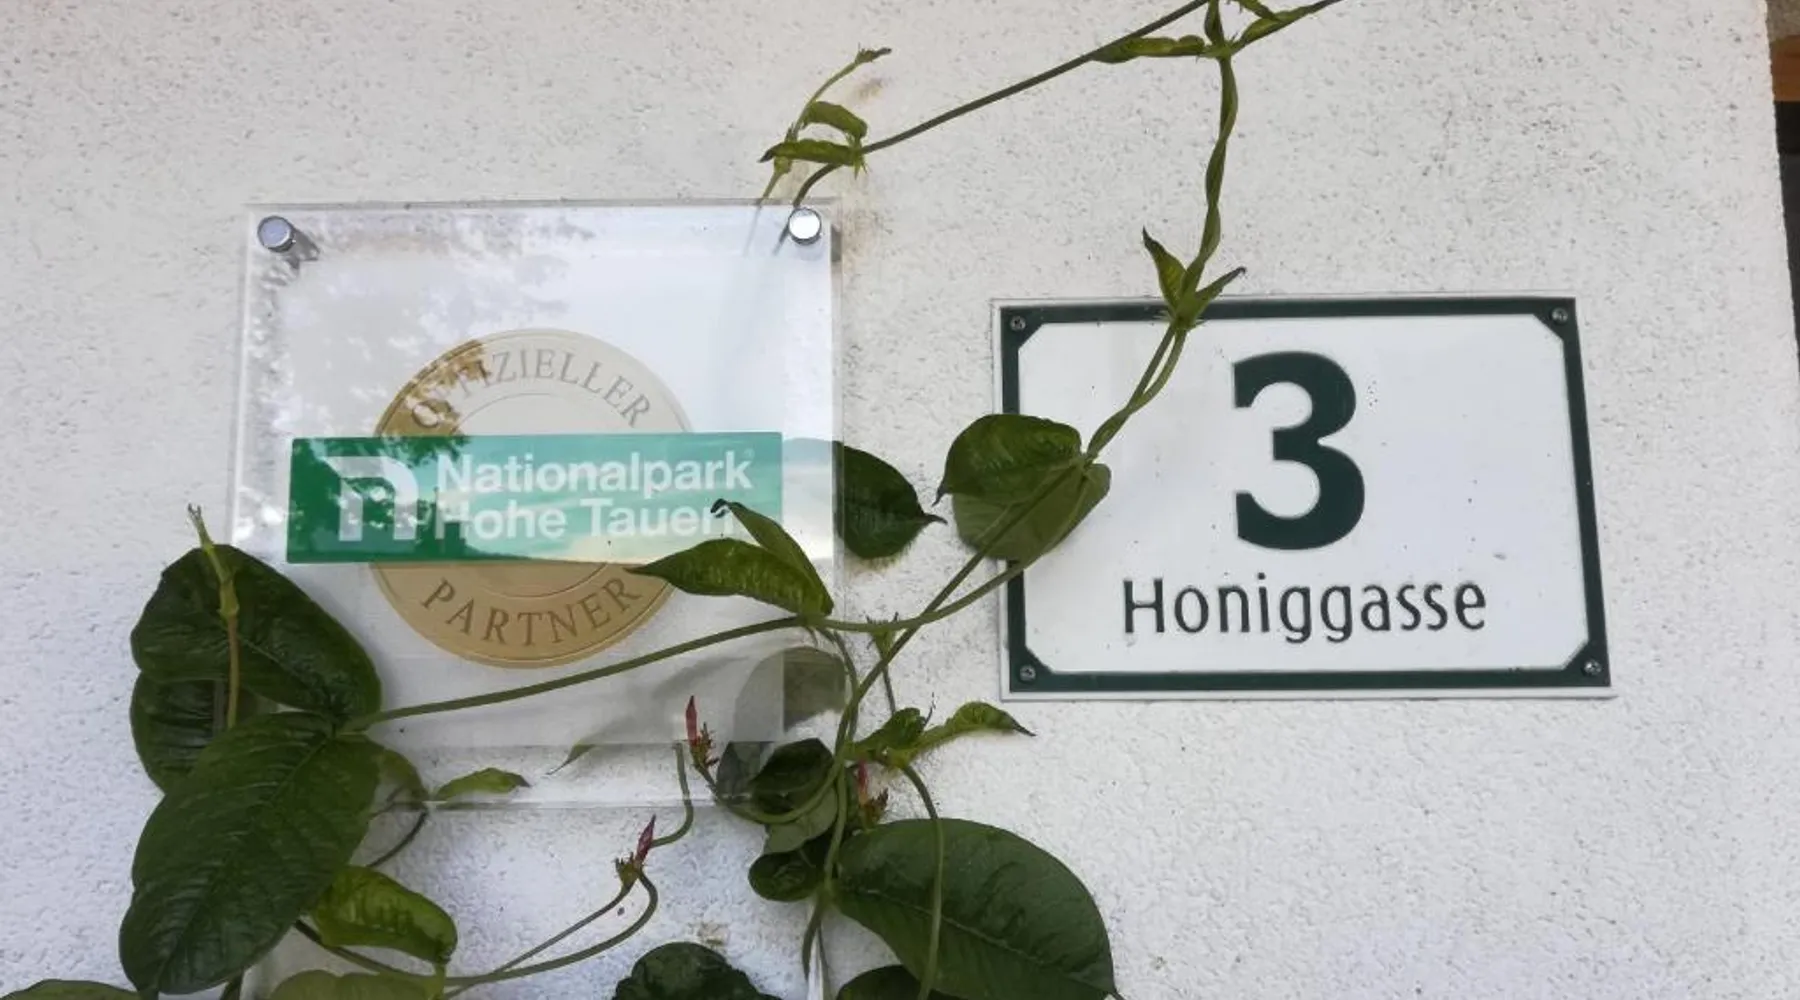 OFFIZIELLER
Nationalpark
Hohe Tauern
PARTNER
3
Honiggasse